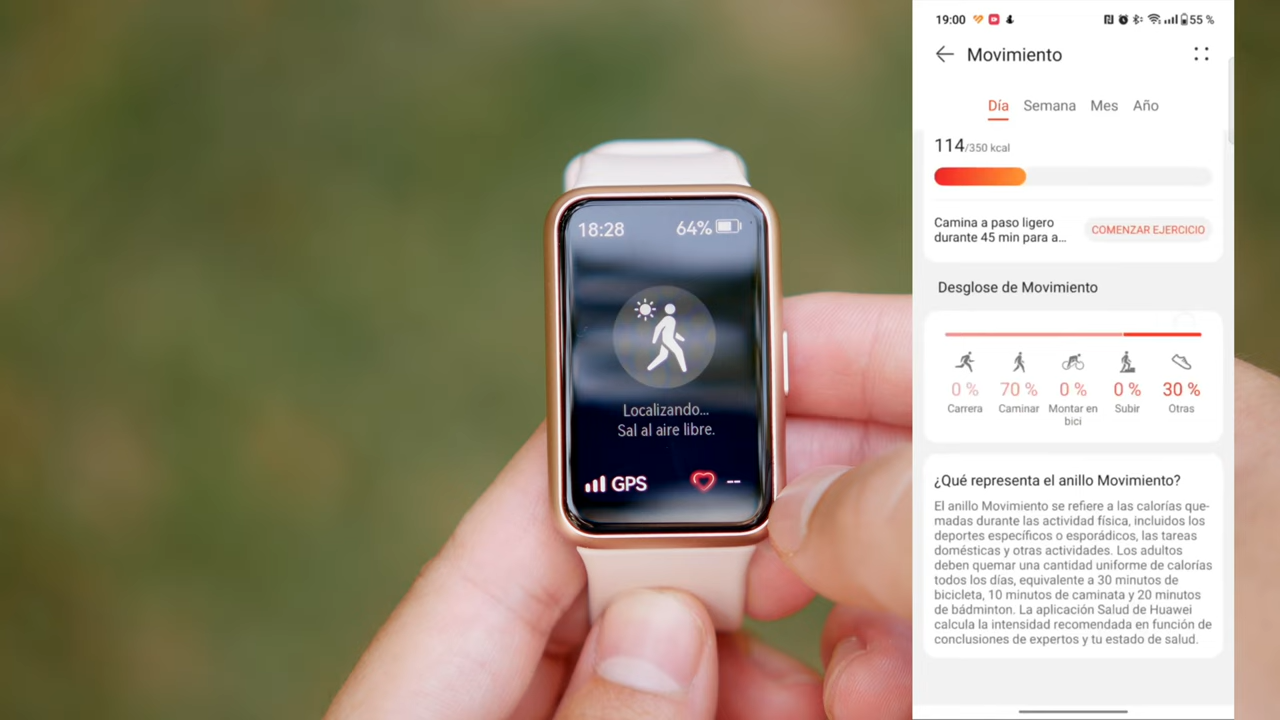 18:28 64%
Localizando...
Sal al aire libre.
GPS --
19:00 55 %
Movimiento
Día Semana Mes Año
114/350 kcal
Camina a paso ligero
durante 45 min para a...
COMENZAR EJERCICIO
Desglose de Movimiento
0 % 70 % 0 % 0 % 30 %
Carrera Caminar Montar en bici Subir Otras
¿Qué representa el anillo Movimiento?
El anillo Movimiento se refiere a las calorías que-
madas durante las actividad física, incluidos los
deportes específicos o esporádicos, las tareas
domésticas y otras actividades. Los adultos
deben quemar una cantidad uniforme de calorías
todos los días, equivalente a 30 minutos de
bicicleta, 10 minutos de caminata y 20 minutos
de bádminton. La aplicación Salud de Huawei
calcula la intensidad recomendada en función de
conclusiones de expertos y tu estado de salud.